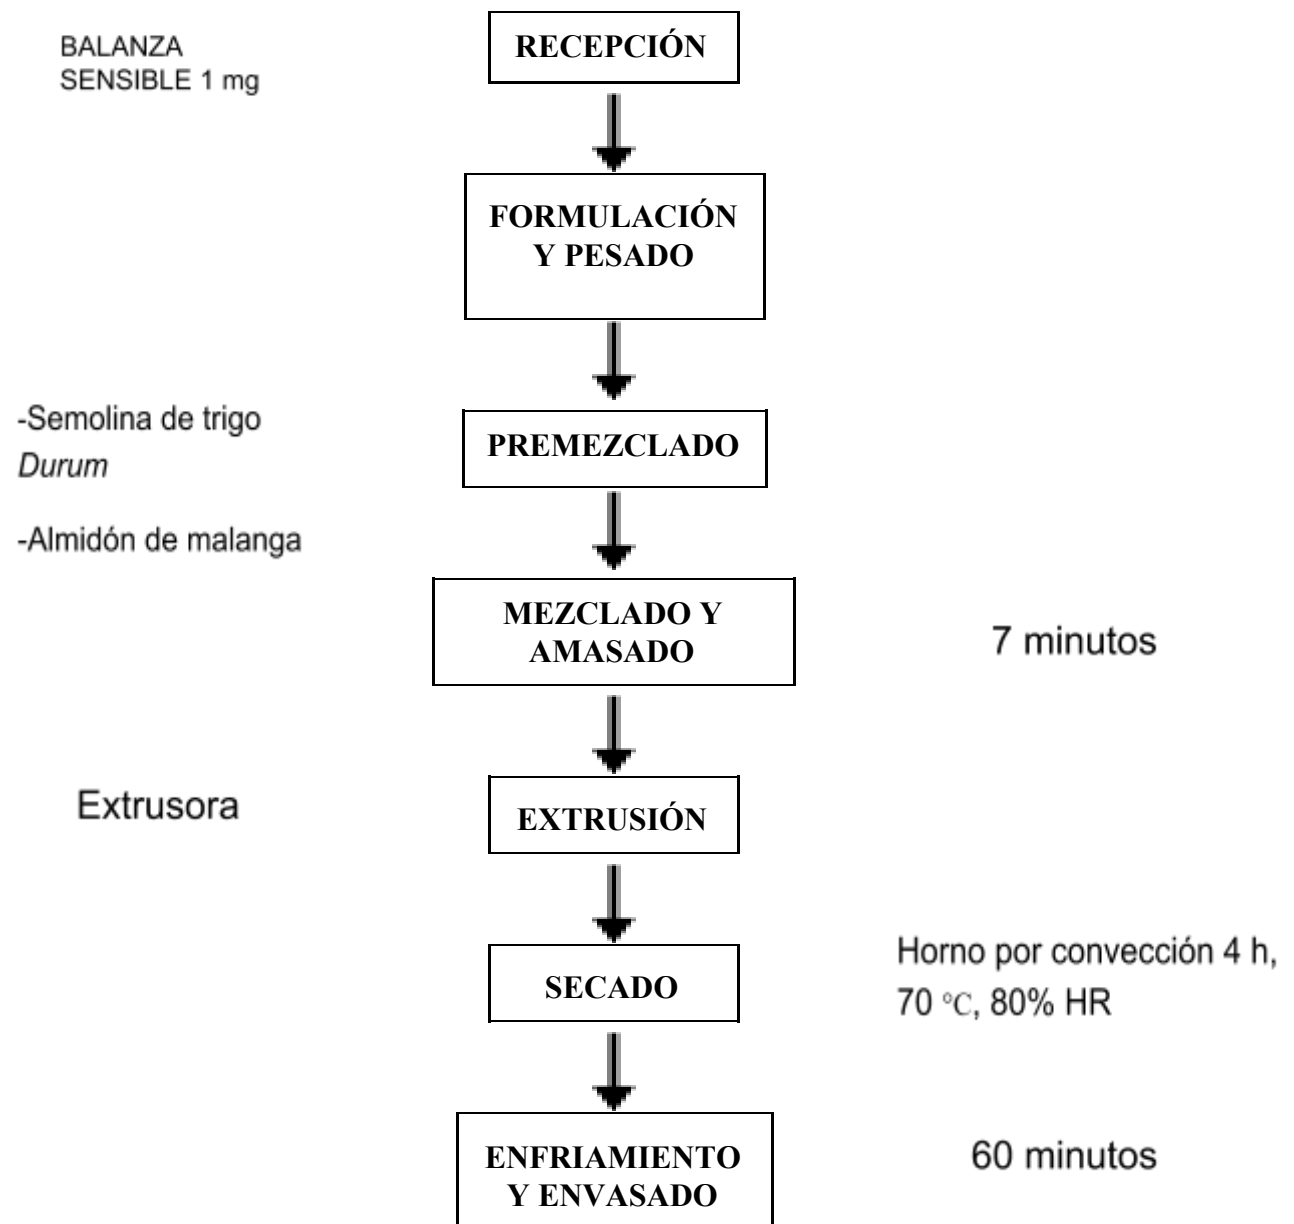 BALANZA
SENSIBLE 1 mg
RECEPCIÓN
FORMULACIÓN
Y PESADO
-Semolina de trigo
Durum
-Almidón de malanga
PREMEZCLADO
MEZCLADO Y
AMASADO
7 minutos
Extrusora
EXTRUSIÓN
SECADO
Horno por convección 4 h,
70 °C, 80% HR
ENFRIAMIENTO
Y ENVASADO
60 minutos